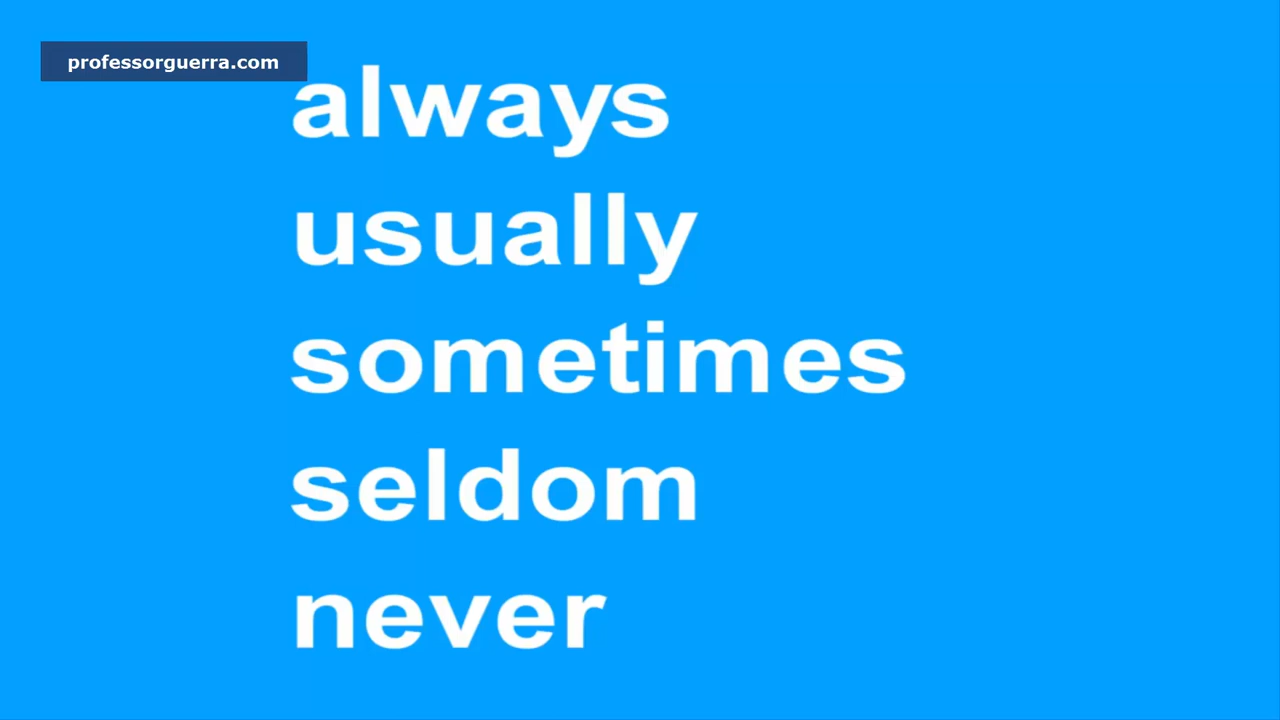 professorguerra.com
always
usually
sometimes
seldom
never